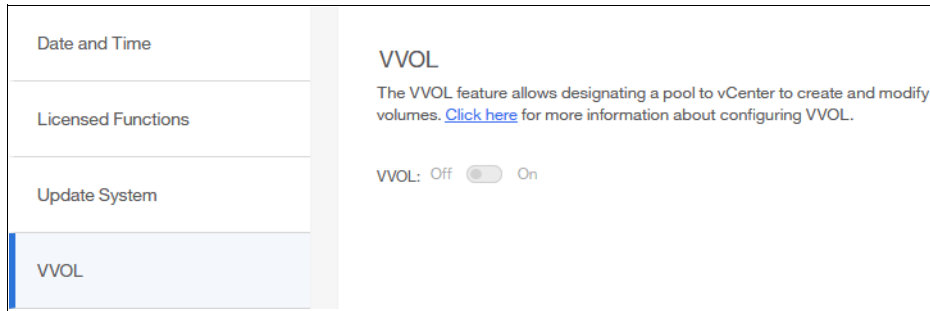 Date and Time
Licensed Functions
Update System
VVOL
VVOL
The VVOL feature allows designating a pool to vCenter to create and modify
volumes. Click here for more information about configuring VVOL.
VVOL: Off On